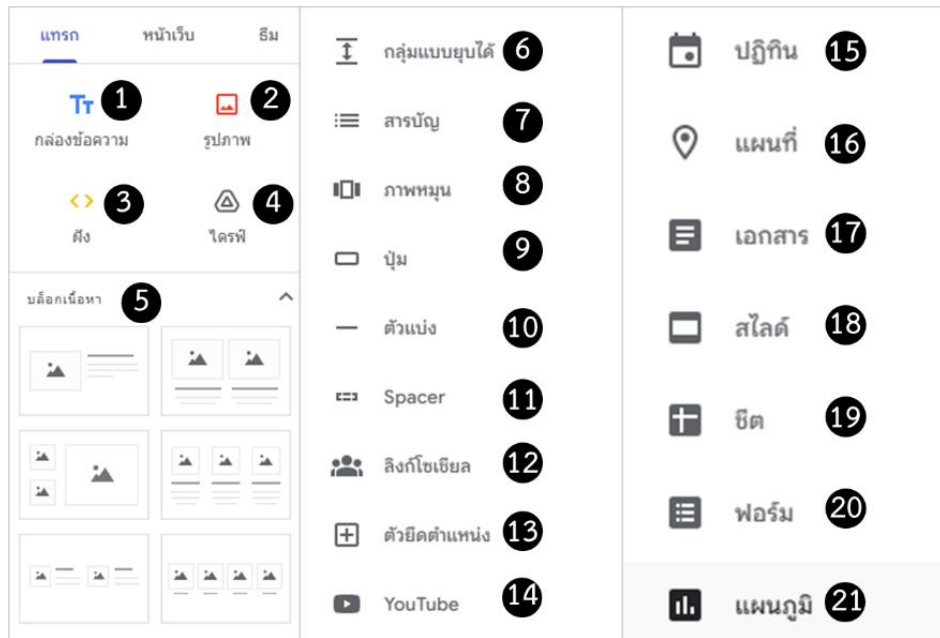 แทรก หน้าเว็บ ธีม
1 2
กล่องข้อความ รูปภาพ
3 4
ฝัง ไดรฟ์
บล็อกเนื้อหา 5
กลุ่มแบบยุบได้ 6
สารบัญ 7
ภาพหมุน 8
ปุ่ม 9
ตัวแบ่ง 10
Spacer 11
ลิงก์โซเชียล 12
ตัวยึดตำแหน่ง 13
YouTube 14
ปฏิทิน 15
แผนที่ 16
เอกสาร 17
สไลด์ 18
ชีต 19
ฟอร์ม 20
แผนภูมิ 21